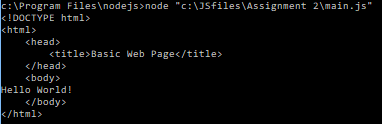 c:\Program Files\nodejs>node "c:\JSfiles\Assignment 2\main.js"
<!DOCTYPE html>
<html>
    <head>
        <title>Basic Web Page</title>
    </head>
    <body>
Hello World!
    </body>
</html>